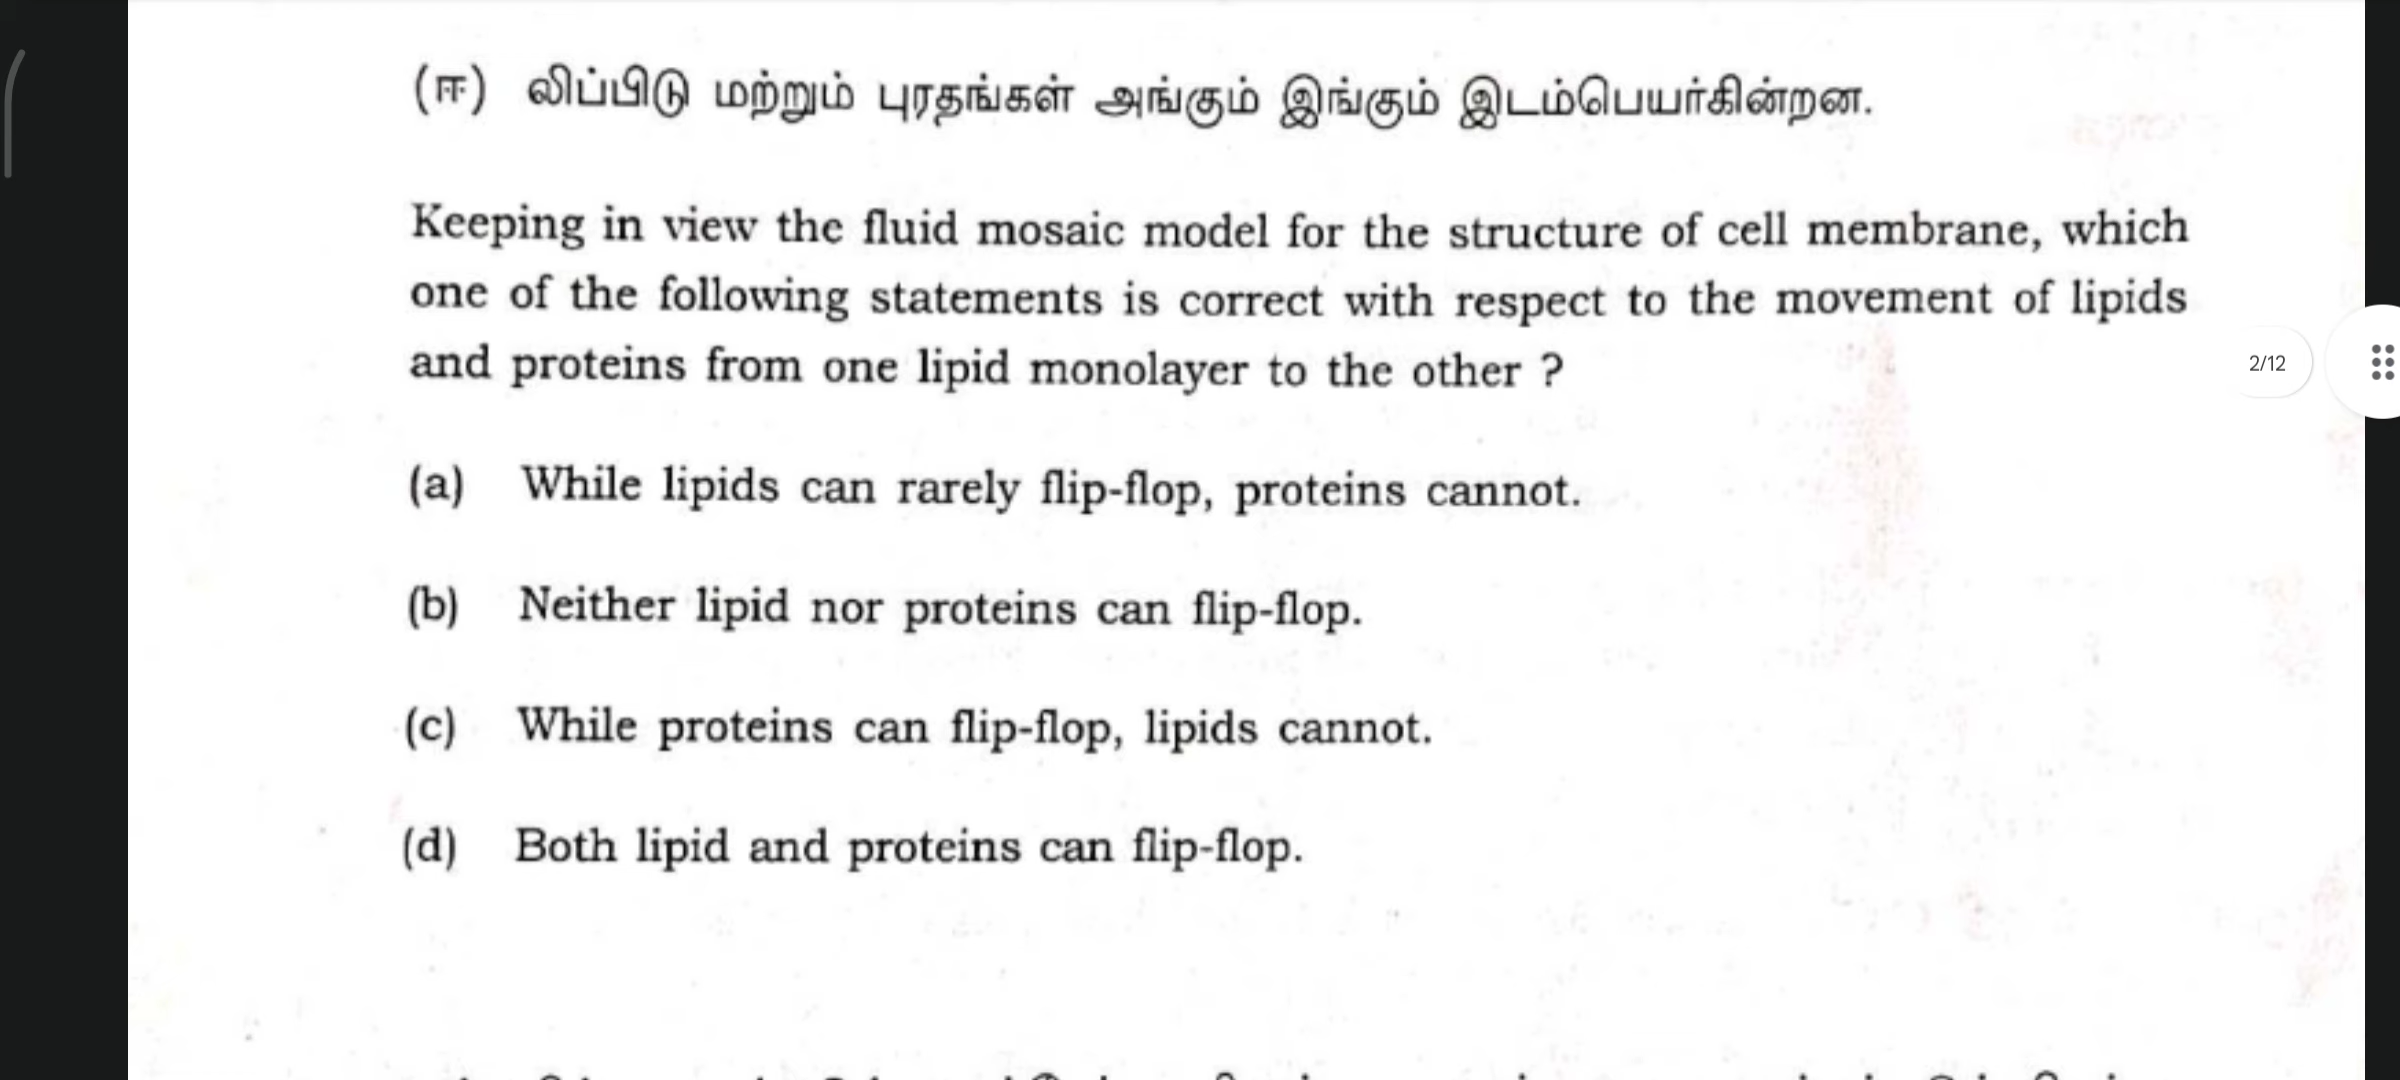 (ஈ) லிப்பிடு மற்றும் புரதங்கள் அங்கும் இங்கும் இடம்பெயர்கின்றன.
Keeping in view the fluid mosaic model for the structure of cell membrane, which
one of the following statements is correct with respect to the movement of lipids
and proteins from one lipid monolayer to the other ?
2/12
(a) While lipids can rarely flip-flop, proteins cannot.
(b) Neither lipid nor proteins can flip-flop.
(c) While proteins can flip-flop, lipids cannot.
(d) Both lipid and proteins can flip-flop.